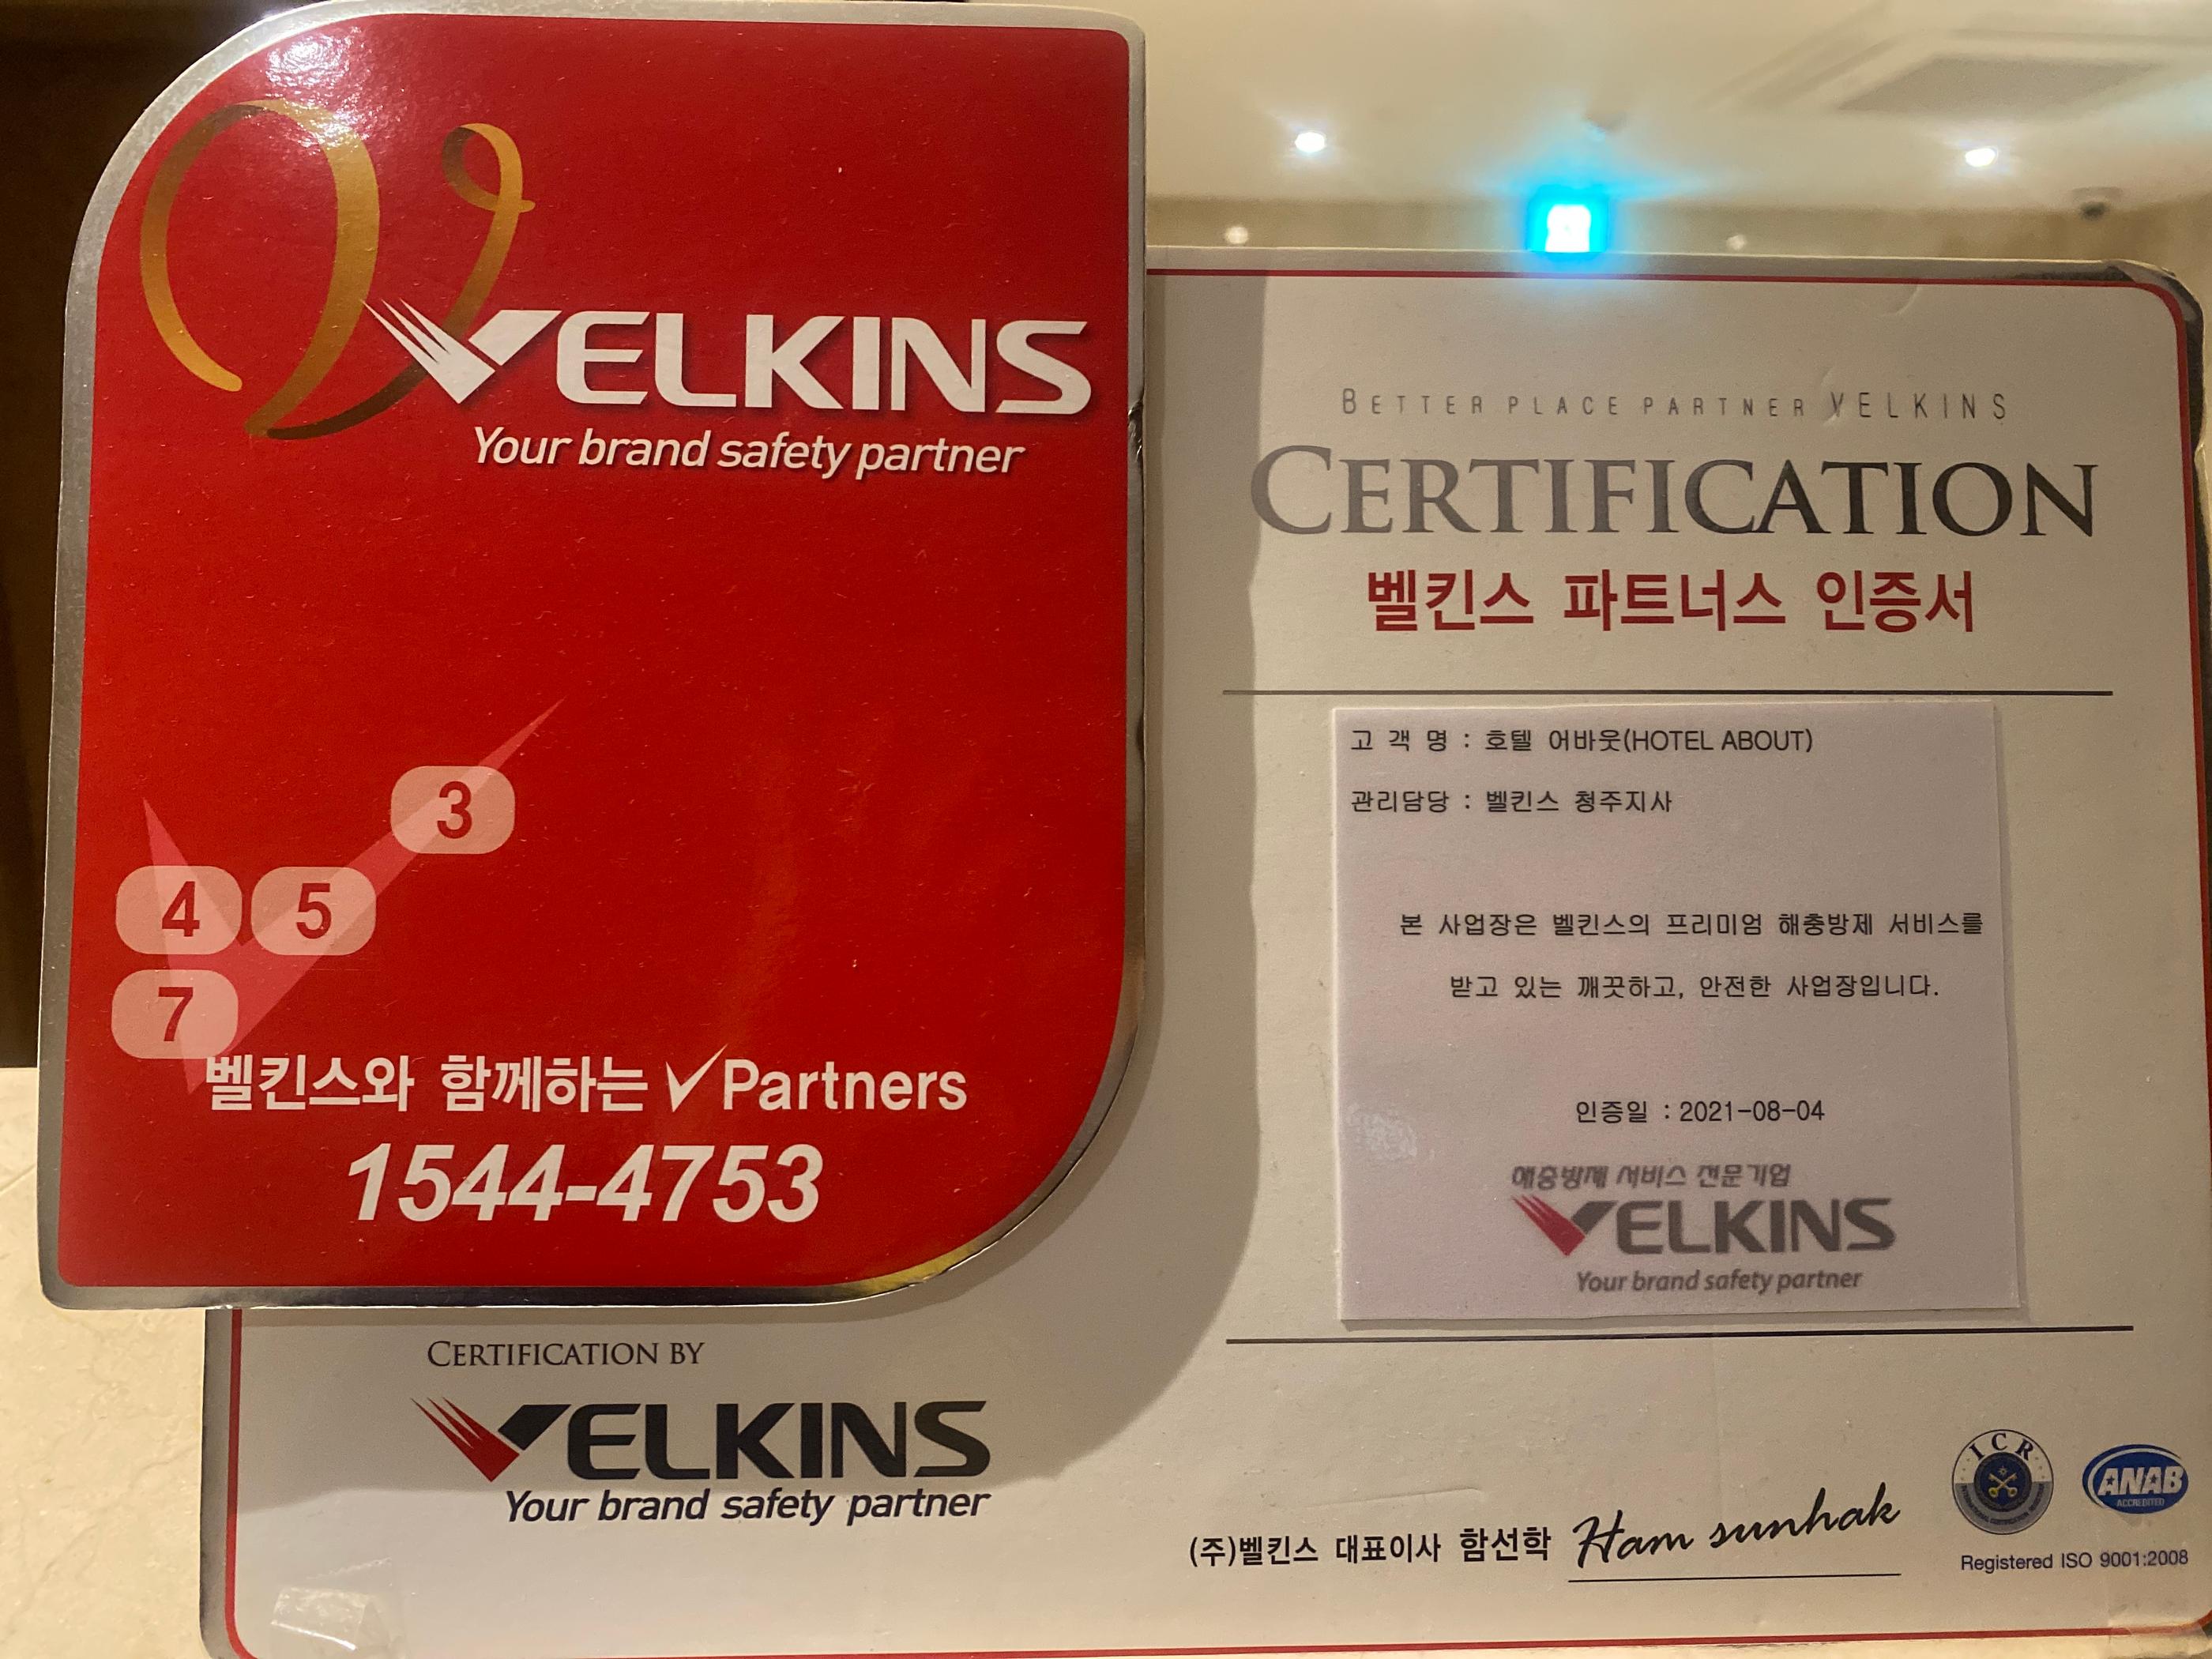 VELKINS
Your brand safety partner
3
4 5
7
벨킨스와 함께하는 Partners
1544-4753
BETTER PLACE PARTNER VELKINS
CERTIFICATION
벨킨스 파트너스 인증서
고 객 명 : 호텔 어바웃(HOTEL ABOUT)
관리담당 : 벨킨스 청주지사
본 사업장은 벨킨스의 프리미엄 해충방제 서비스를
받고 있는 깨끗하고, 안전한 사업장입니다.
인증일 : 2021-08-04
해충방제 서비스 전문기업
VELKINS
Your brand safety partner
CERTIFICATION BY
VELKINS
Your brand safety partner
(주)벨킨스 대표이사 함선학 Ham sunhak
ICR
ANAB
ACCREDITED
Registered ISO 9001:2008